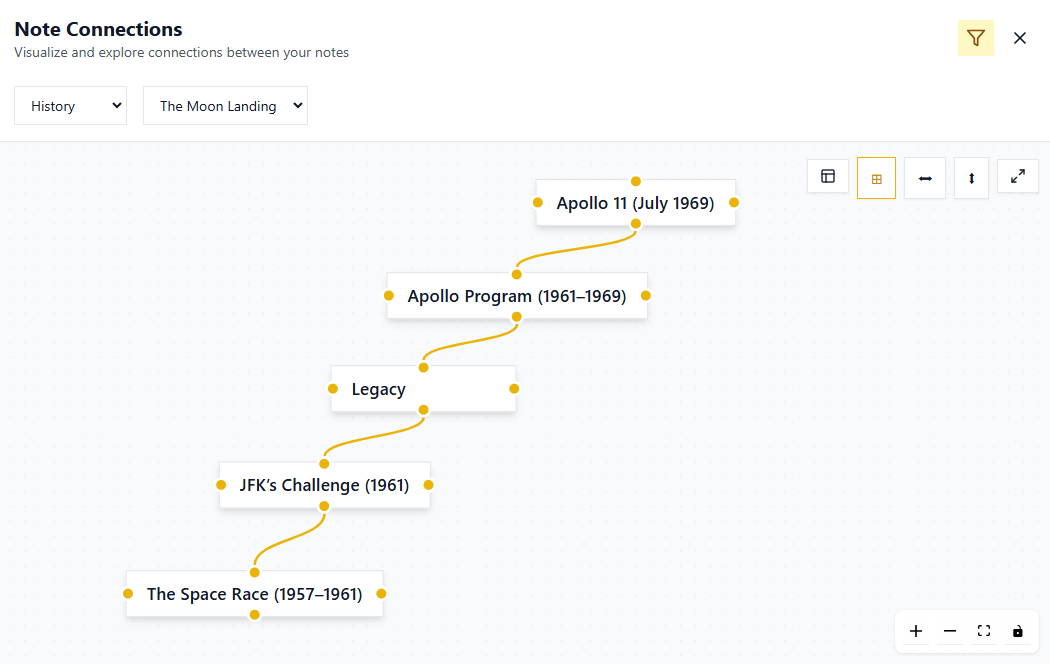 Note Connections
Visualize and explore connections between your notes
History
The Moon Landing
Apollo 11 (July 1969)
Apollo Program (1961–1969)
Legacy
JFK’s Challenge (1961)
The Space Race (1957–1961)